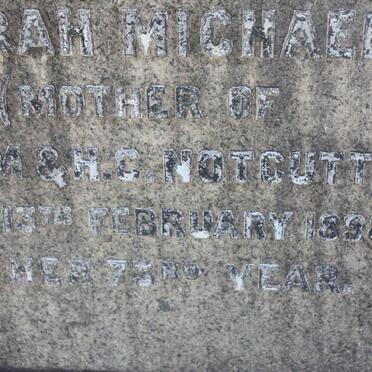 RAH MICHAEL
(MOTHER OF
M & H.C. NOTCUTT
13TH FEBRUARY 189
HER 73RD YEAR.